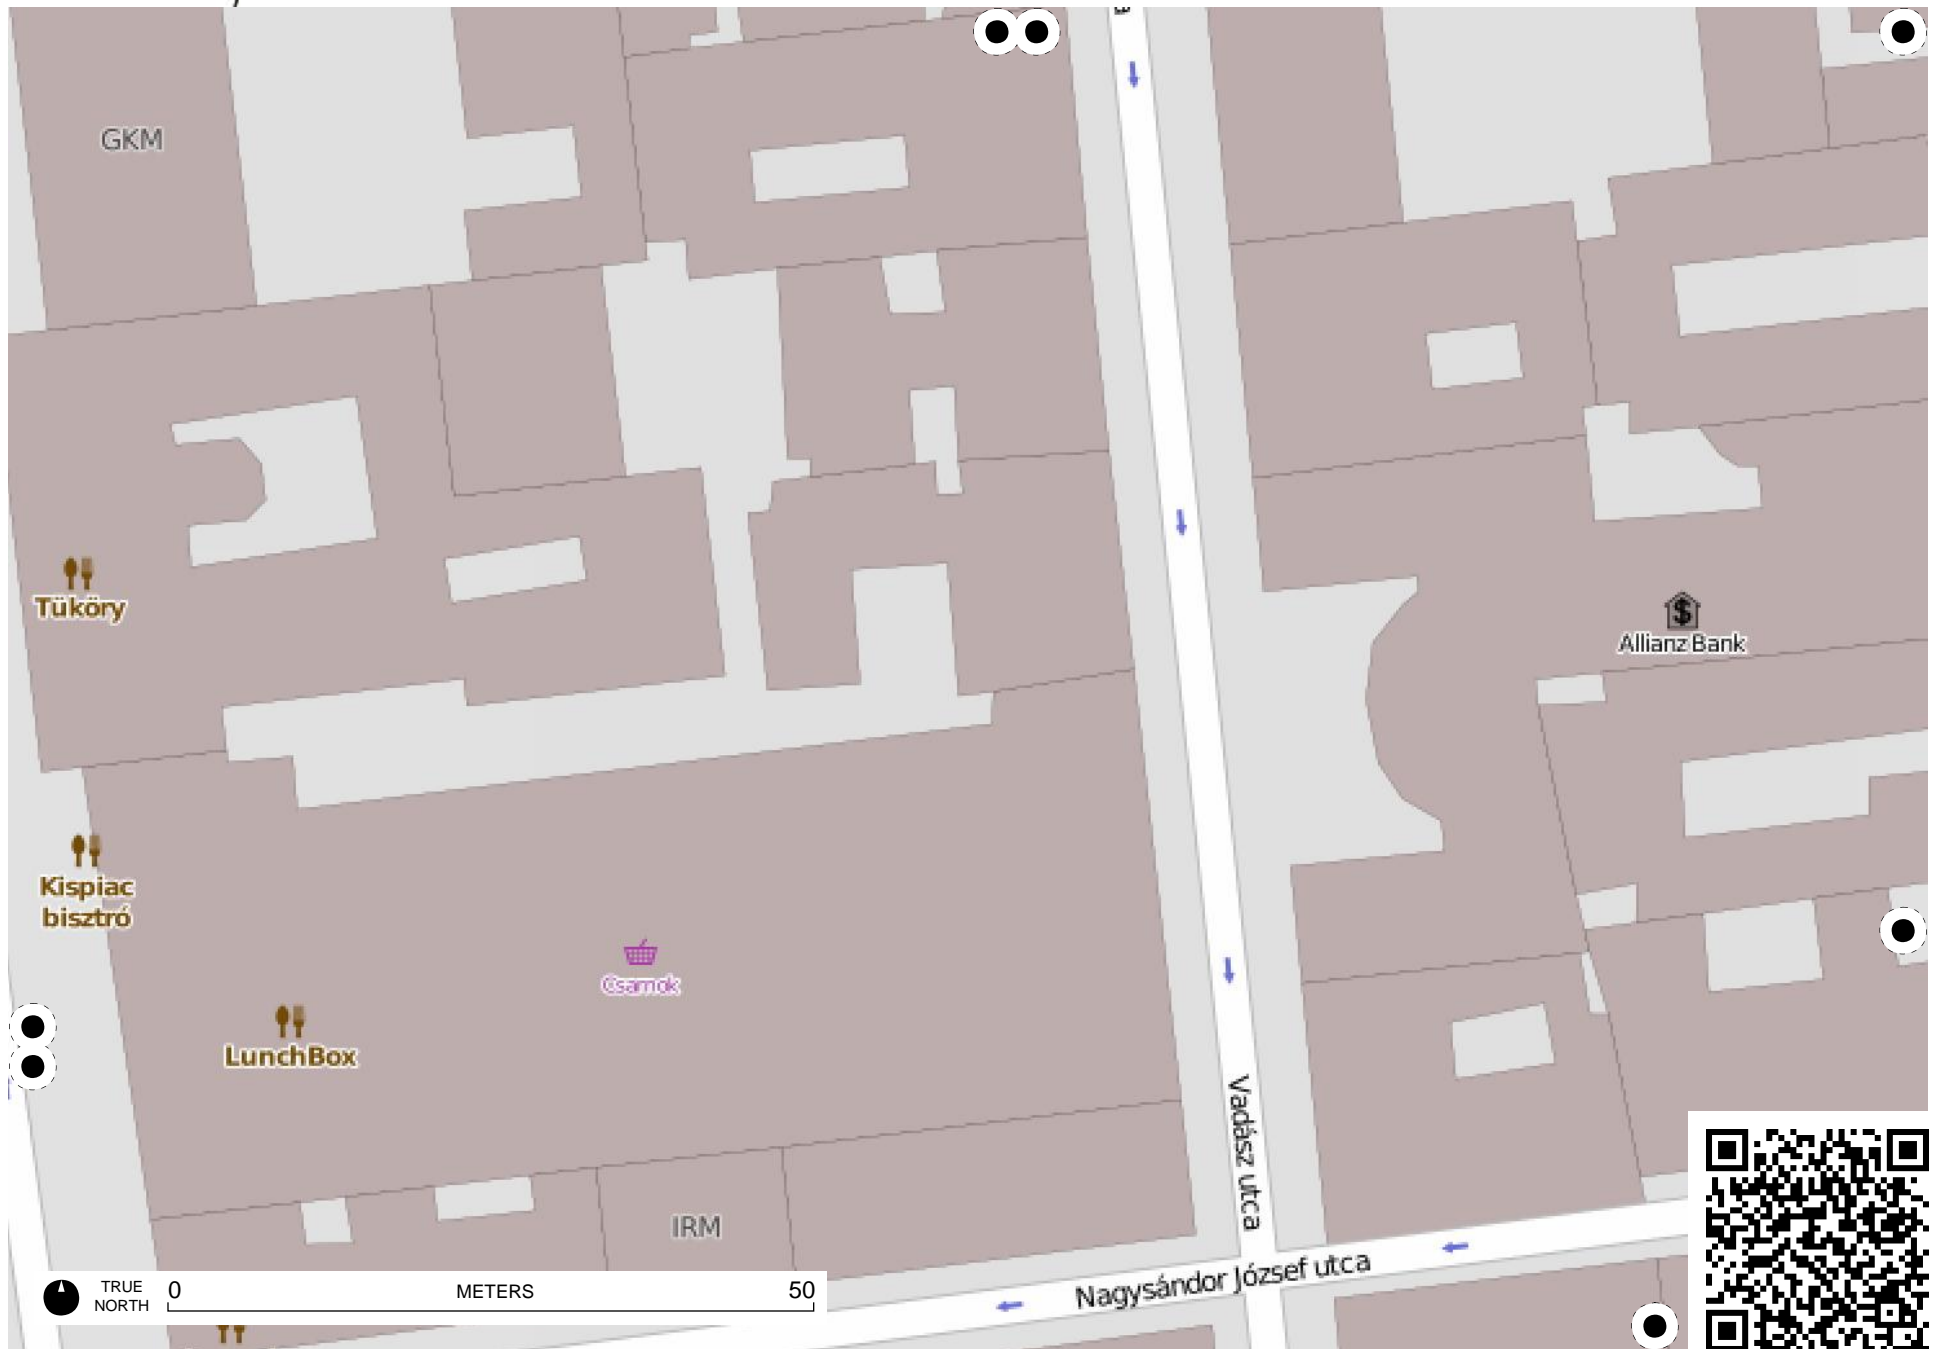 GKM
Tüköry
Allianz Bank
Kispiac
bisztró
Csarnok
LunchBox
Vadász utca
IRM
Nagysándor József utca
TRUE
NORTH
0 METERS 50